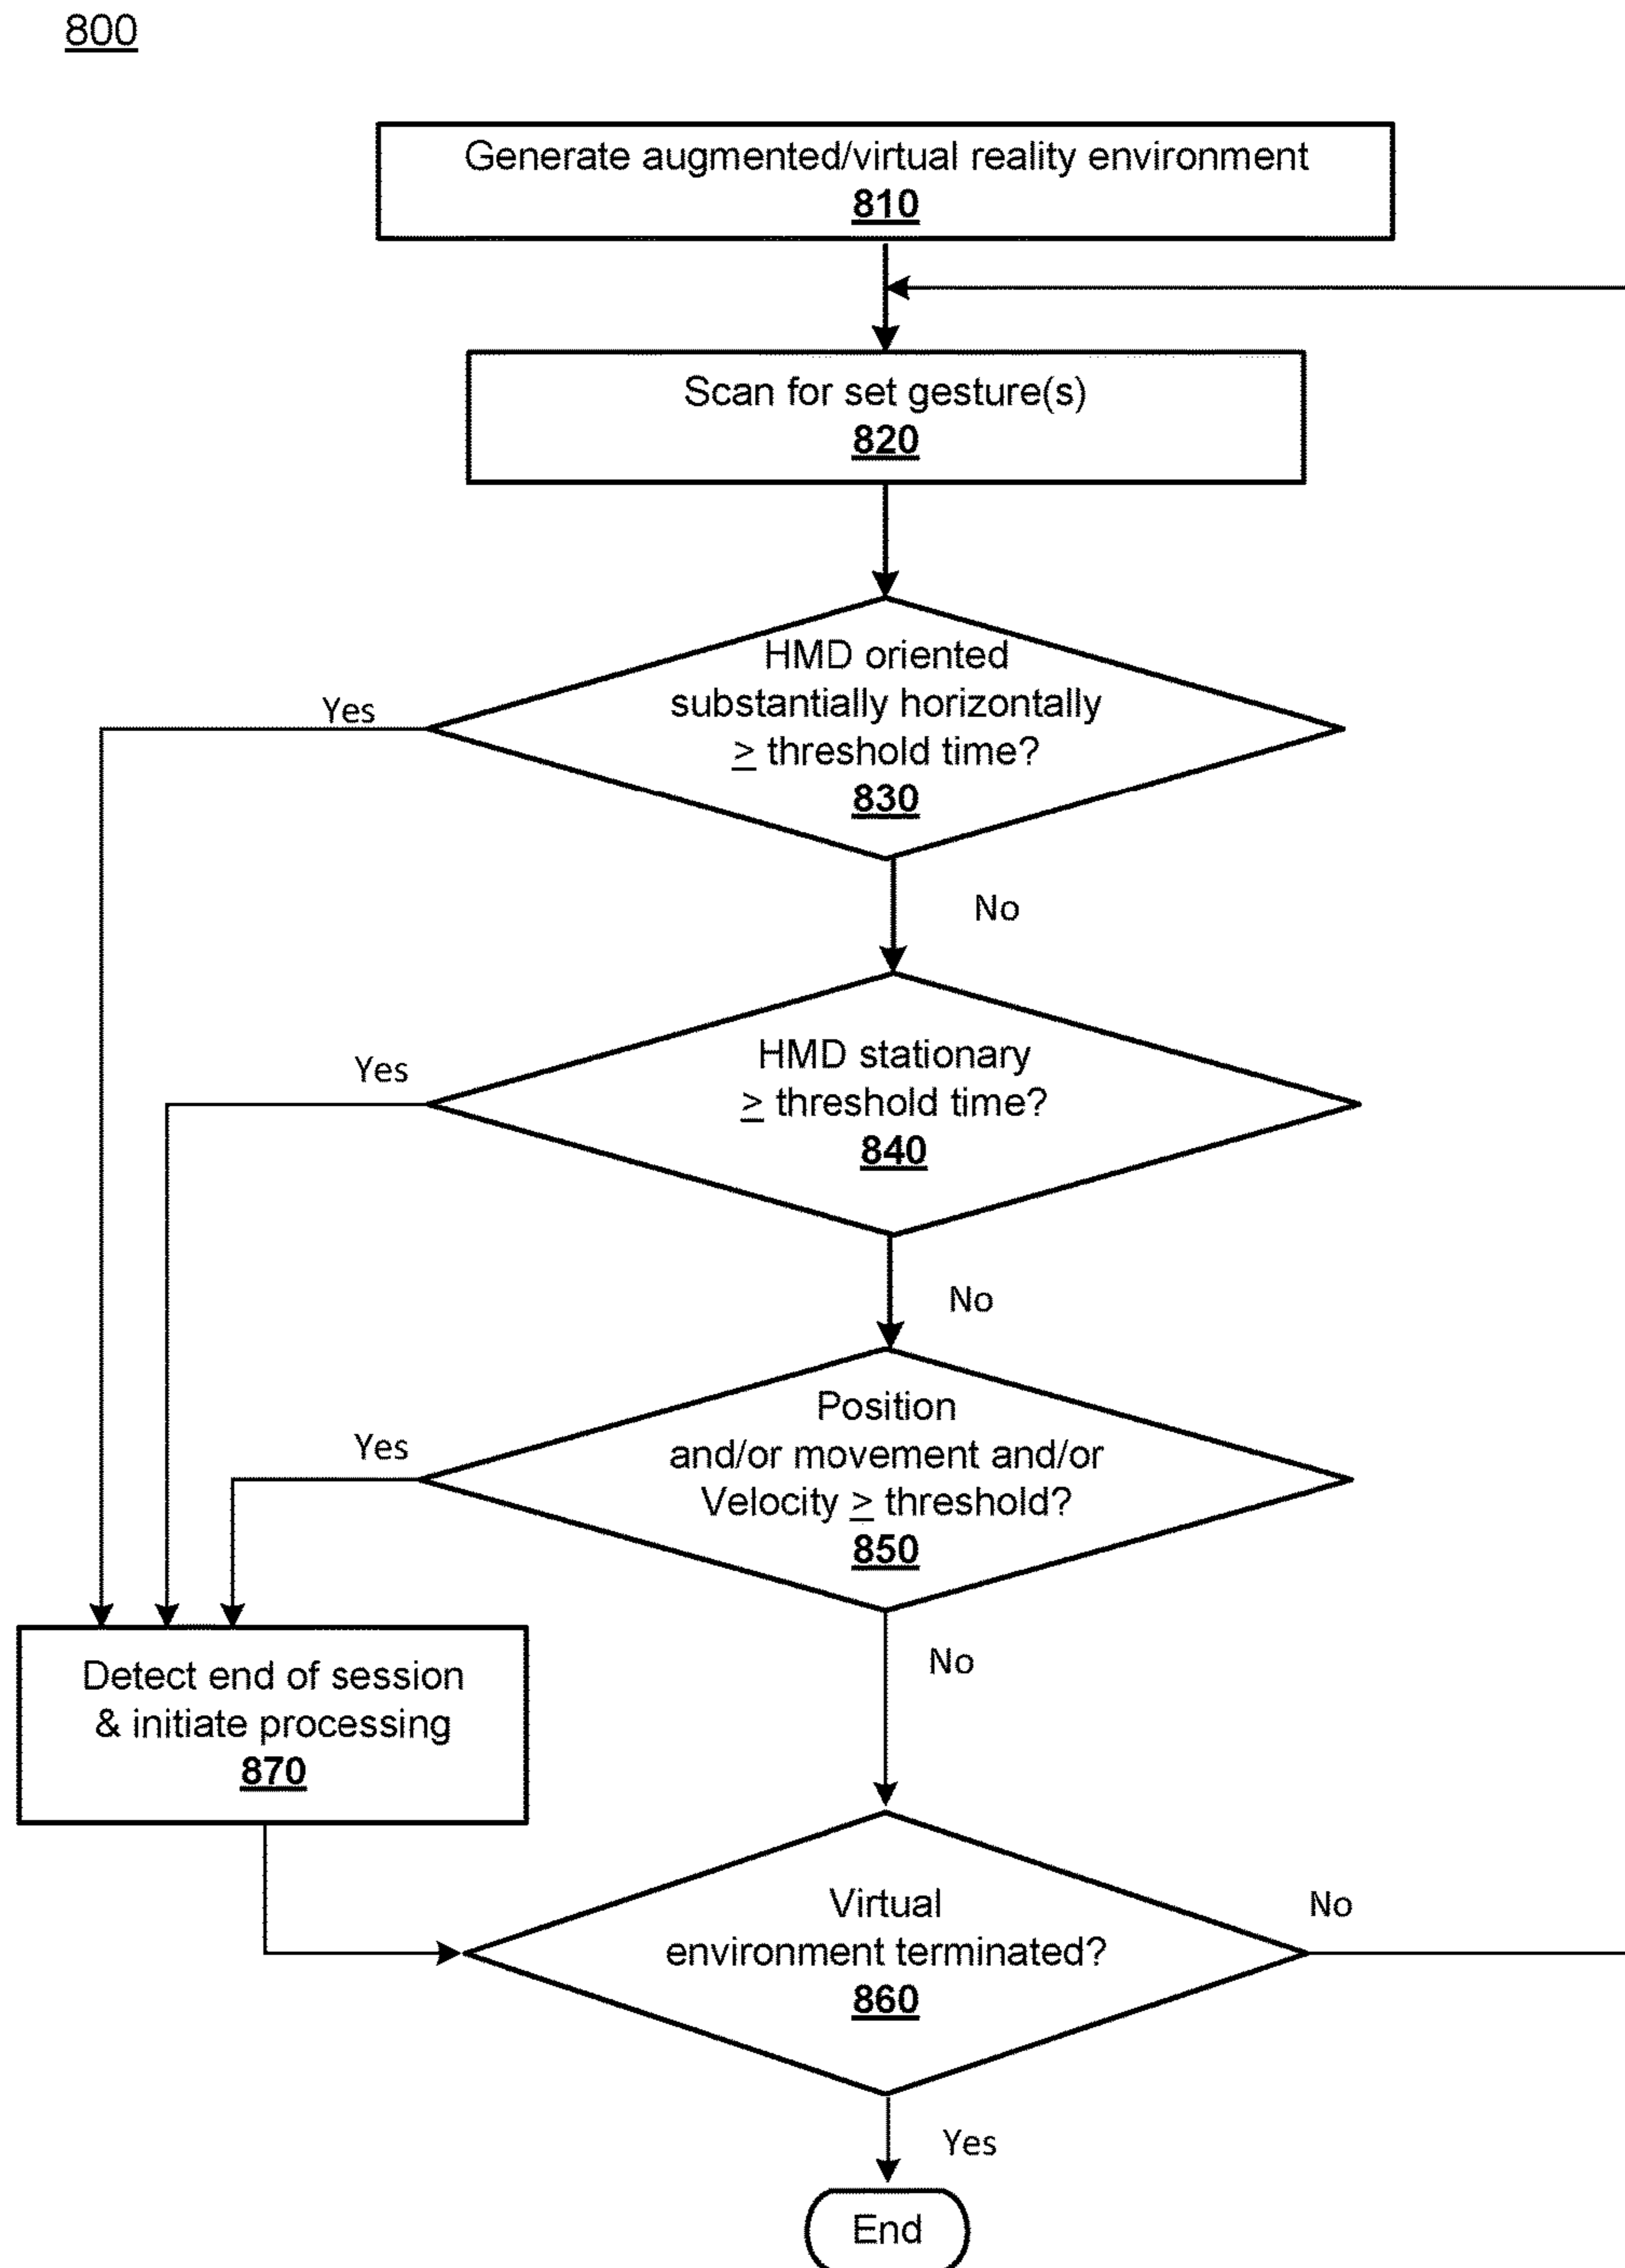 800
Generate augmented/virtual reality environment
810
Scan for set gesture(s)
820
HMD oriented
substantially horizontally
≥ threshold time?
830
Yes
No
HMD stationary
≥ threshold time?
840
Yes
No
Position
and/or movement and/or
Velocity ≥ threshold?
850
Yes
No
Detect end of session
& initiate processing
870
Virtual
environment terminated?
860
No
Yes
End